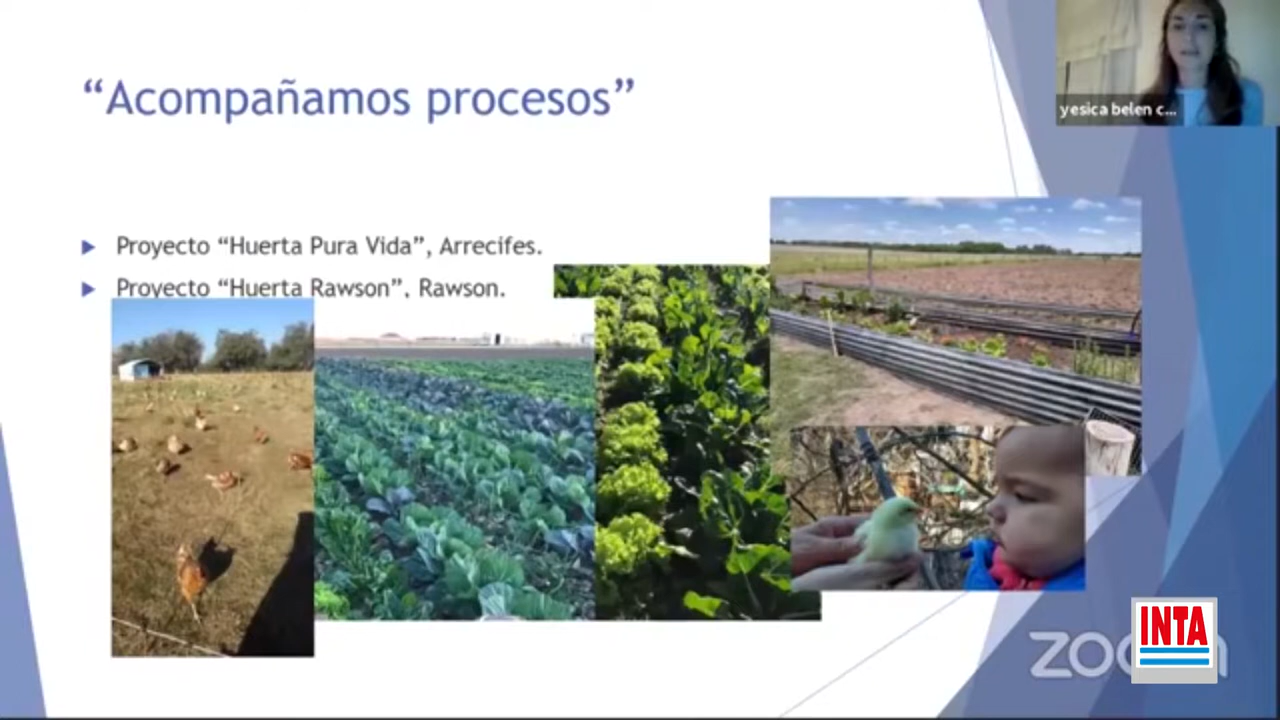 “Acompañamos procesos”
yesica belen c...
Proyecto “Huerta Pura Vida”, Arrecifes.
Proyecto “Huerta Rawson”, Rawson.
zoom
INTA